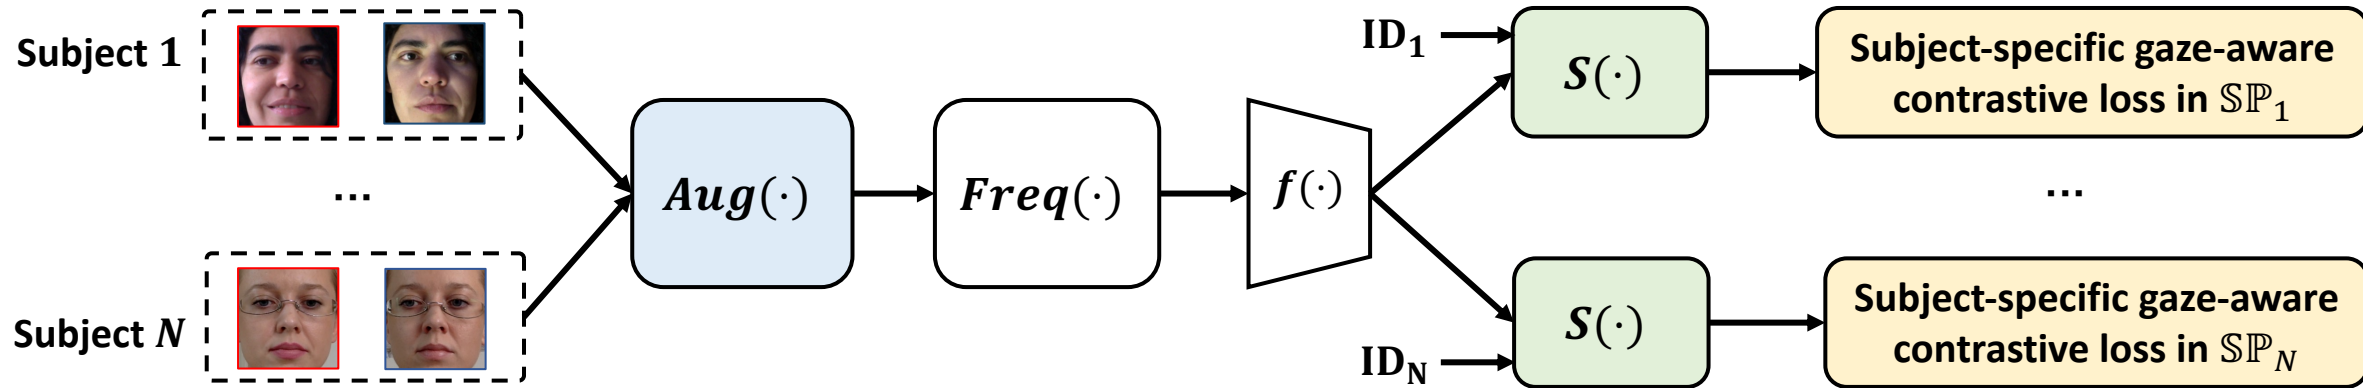 Subject 1
ID₁
S(·)
Subject-specific gaze-aware
contrastive loss in 𝕊ℙ₁
...
Aug(·)
Freq(·)
f(·)
...
Subject N
ID_N
S(·)
Subject-specific gaze-aware
contrastive loss in 𝕊ℙ_N